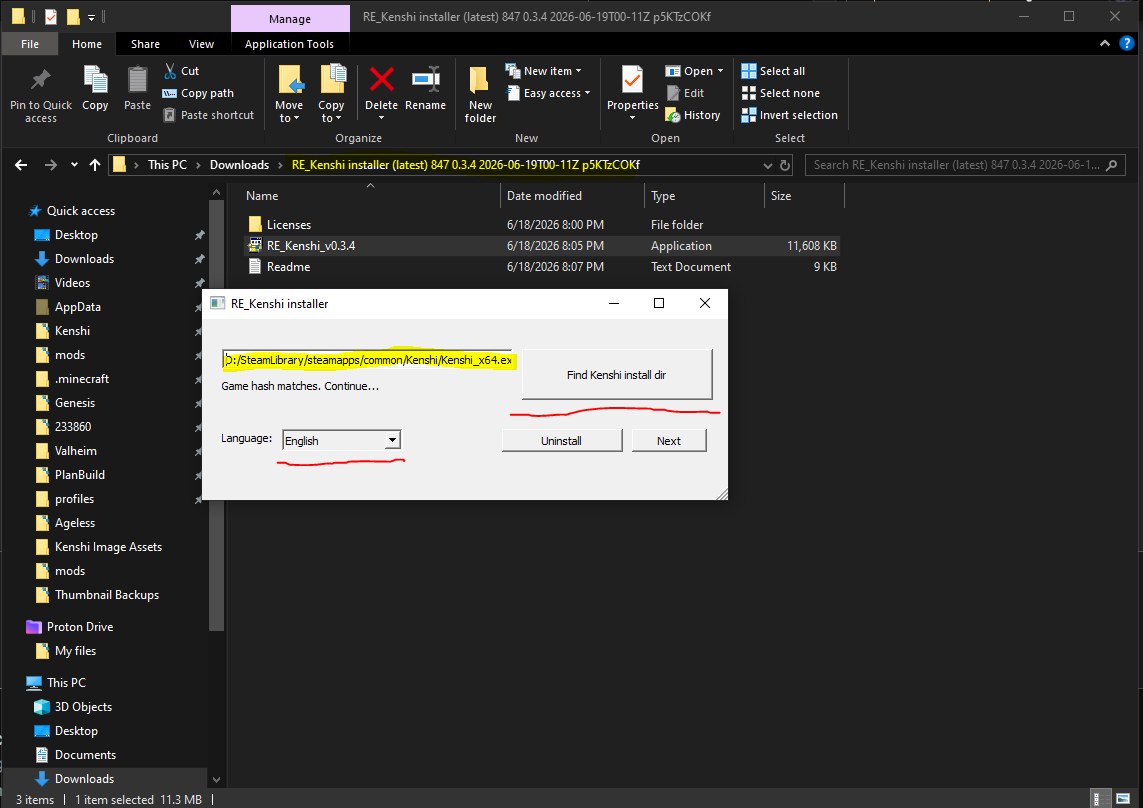 Manage
RE_Kenshi installer (latest) 847 0.3.4 2026-06-19T00-11Z p5KTzCOKf
File
Home
Share
View
Application Tools
Pin to Quick access
Copy
Paste
Cut
Copy path
Paste shortcut
Clipboard
Move to
Copy to
Delete
Rename
Organize
New folder
New item
Easy access
New
Properties
Open
Edit
History
Open
Select all
Select none
Invert selection
Select
This PC
Downloads
RE_Kenshi installer (latest) 847 0.3.4 2026-06-19T00-11Z p5KTzCOKf
Search RE_Kenshi installer (latest) 847 0.3.4 2026-06-19T00-1...
Name
Date modified
Type
Size
Licenses
6/18/2026 8:00 PM
File folder
RE_Kenshi_v0.3.4
6/18/2026 8:05 PM
Application
11,608 KB
Readme
6/18/2026 8:07 PM
Text Document
9 KB
Quick access
Desktop
Downloads
Videos
AppData
Kenshi
mods
.minecraft
Genesis
233860
Valheim
PlanBuild
profiles
Ageless
Kenshi Image Assets
mods
Thumbnail Backups
Proton Drive
My files
This PC
3D Objects
Desktop
Documents
Downloads
RE_Kenshi installer
D:/SteamLibrary/steamapps/common/Kenshi/Kenshi_x64.ex
Find Kenshi install dir
Game hash matches. Continue...
Language:
English
Uninstall
Next
3 items
1 item selected
11.3 MB